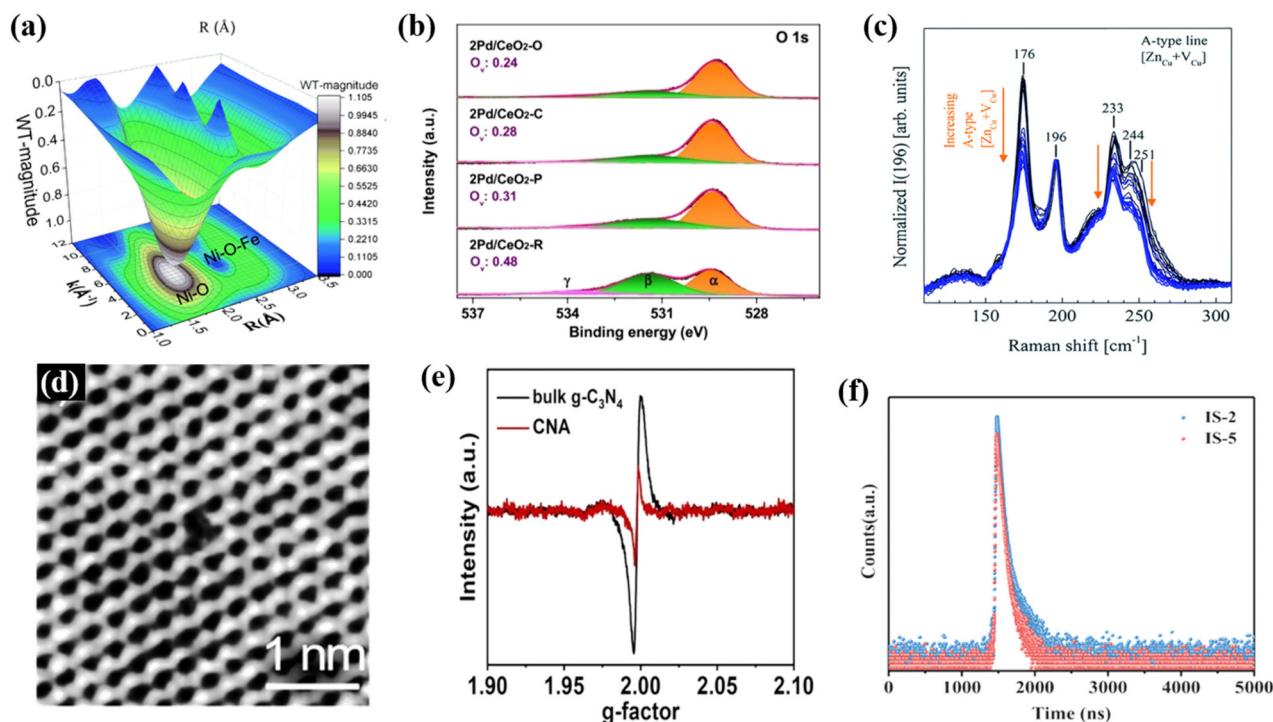 (a)
R (Å)
WT-magnitude
0.0
0.2
0.4
0.6
0.8
1.0
WT-magnitude
1.105
0.9945
0.8840
0.7735
0.6630
0.5525
0.4420
0.3315
0.2210
0.1105
0.000
12
10
8
6
4
2
0
k(Å⁻¹)
1.0
1.5
2.0
2.5
3.0
3.5
R(Å)
Ni-O
Ni-O-Fe
(b)
O 1s
2Pd/CeO₂-O
Oᵥ: 0.24
2Pd/CeO₂-C
Oᵥ: 0.28
2Pd/CeO₂-P
Oᵥ: 0.31
2Pd/CeO₂-R
Oᵥ: 0.48
γ β α
Intensity (a.u.)
537 534 531 528
Binding energy (eV)
(c)
A-type line
[Zn_Cu+V_Cu]
176
196
233
244
251
Increasing
A-type
[Zn_Cu+V_Cu]
Normalized I(196) [arb. units]
150 200 250 300
Raman shift [cm⁻¹]
(d)
1 nm
(e)
bulk g-C₃N₄
CNA
Intensity (a.u.)
1.90 1.95 2.00 2.05 2.10
g-factor
(f)
IS-2
IS-5
Counts(a.u.)
0 1000 2000 3000 4000 5000
Time (ns)